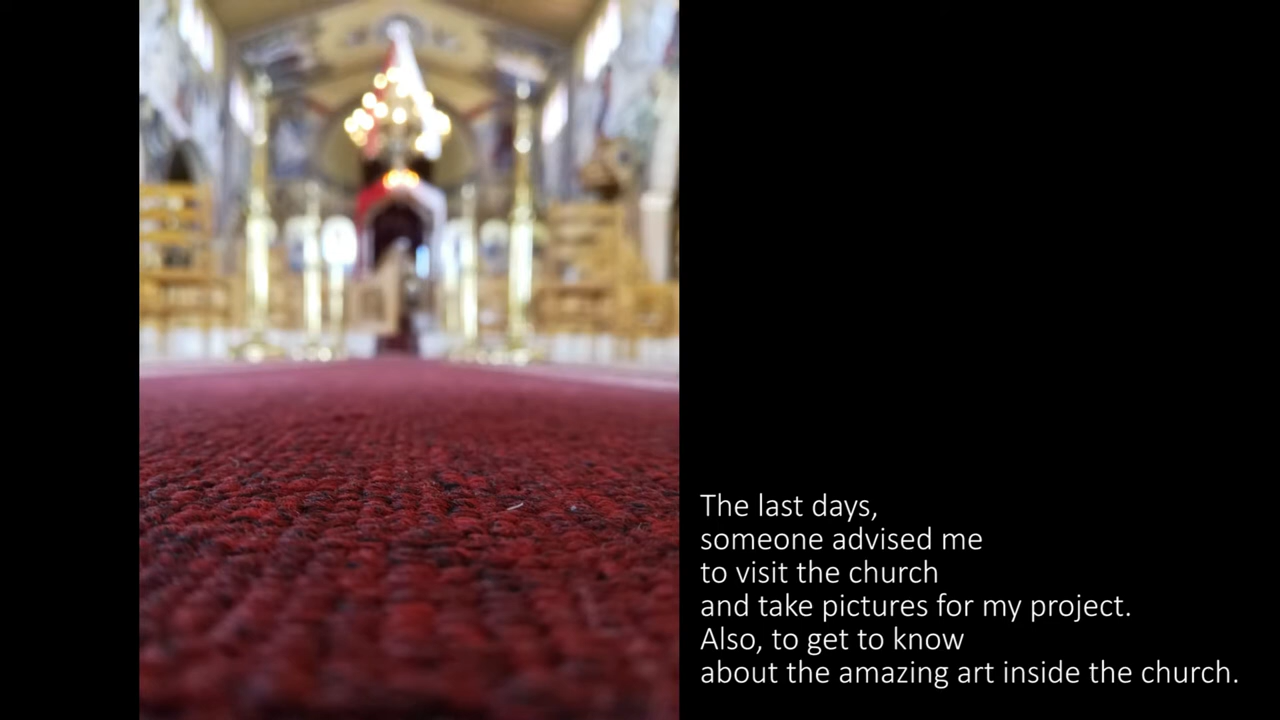 The last days,
someone advised me
to visit the church
and take pictures for my project.
Also, to get to know
about the amazing art inside the church.